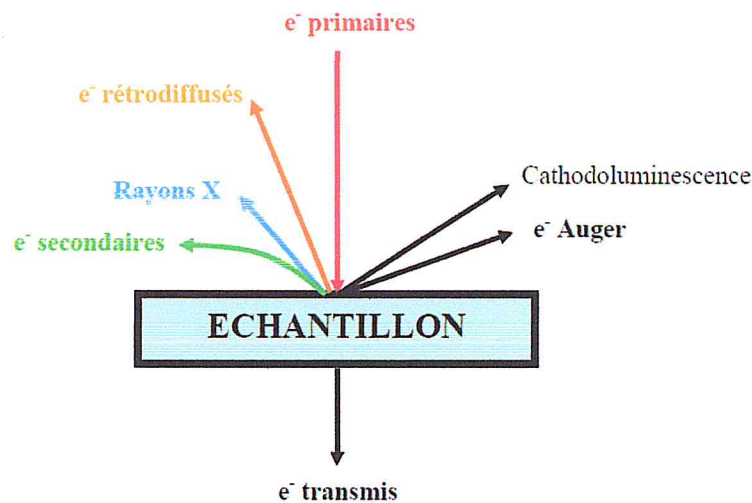 e⁻ primaires
e⁻ rétrodiffusés
Cathodoluminescence
Rayons X
e⁻ Auger
e⁻ secondaires
ECHANTILLON
e⁻ transmis